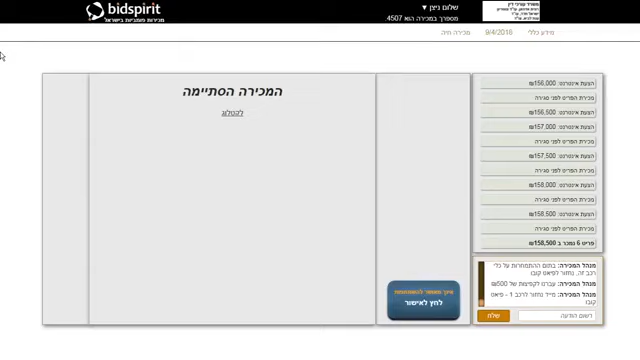 bidspirit
מכירות פומביות בישראל
שלום ניצן ▼
מספרך במכירה הוא 4507.
מידע כללי
9/4/2016
מכירה חיה
המכירה הסתיימה
לקטלוג
הצעת אינטרנט: ₪156,000
מכירת הפריט לפני סגירה
הצעת אינטרנט: ₪156,500
הצעת אינטרנט: ₪157,000
מכירת הפריט לפני סגירה
הצעת אינטרנט: ₪157,500
מכירת הפריט לפני סגירה
הצעת אינטרנט: ₪158,000
מכירת הפריט לפני סגירה
הצעת אינטרנט: ₪158,500
מכירת הפריט לפני סגירה
פריט 6 נמכר ב ₪158,500
מנהל המכירה: בתום ההתמחרות על כלי
רכב זה, נחזור לפיאט קובו
מנהל המכירה: עברנו לקפיצות של ₪500
מנהל המכירה: מייד נחזור לרכב 1 - פיאט
קובו
רשום הודעה
שלח
לחץ לאישור